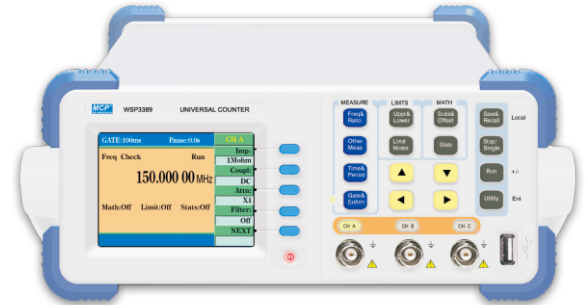 MCP WSP3389 UNIVERSAL COUNTER
GATE:100ms Pause:0.0s CH A
Freq Check Run
150.000 00 MHz
Math:Off Limit:Off Stats:Off
Imp:
1Mohm
Coupl:
DC
Attn:
X1
Filter:
Off
NEXT
MEASURE LIMTS MATH
Freq& Ratio
Uppr& Lower
Scale& Offset
Save& Recall
Local
Other Meas
Limit Modes
Stats
Stop/ Single
Time& Period
Run
+/-
Gate& ExtArm
Utility
Ent
CH A CH B CH C